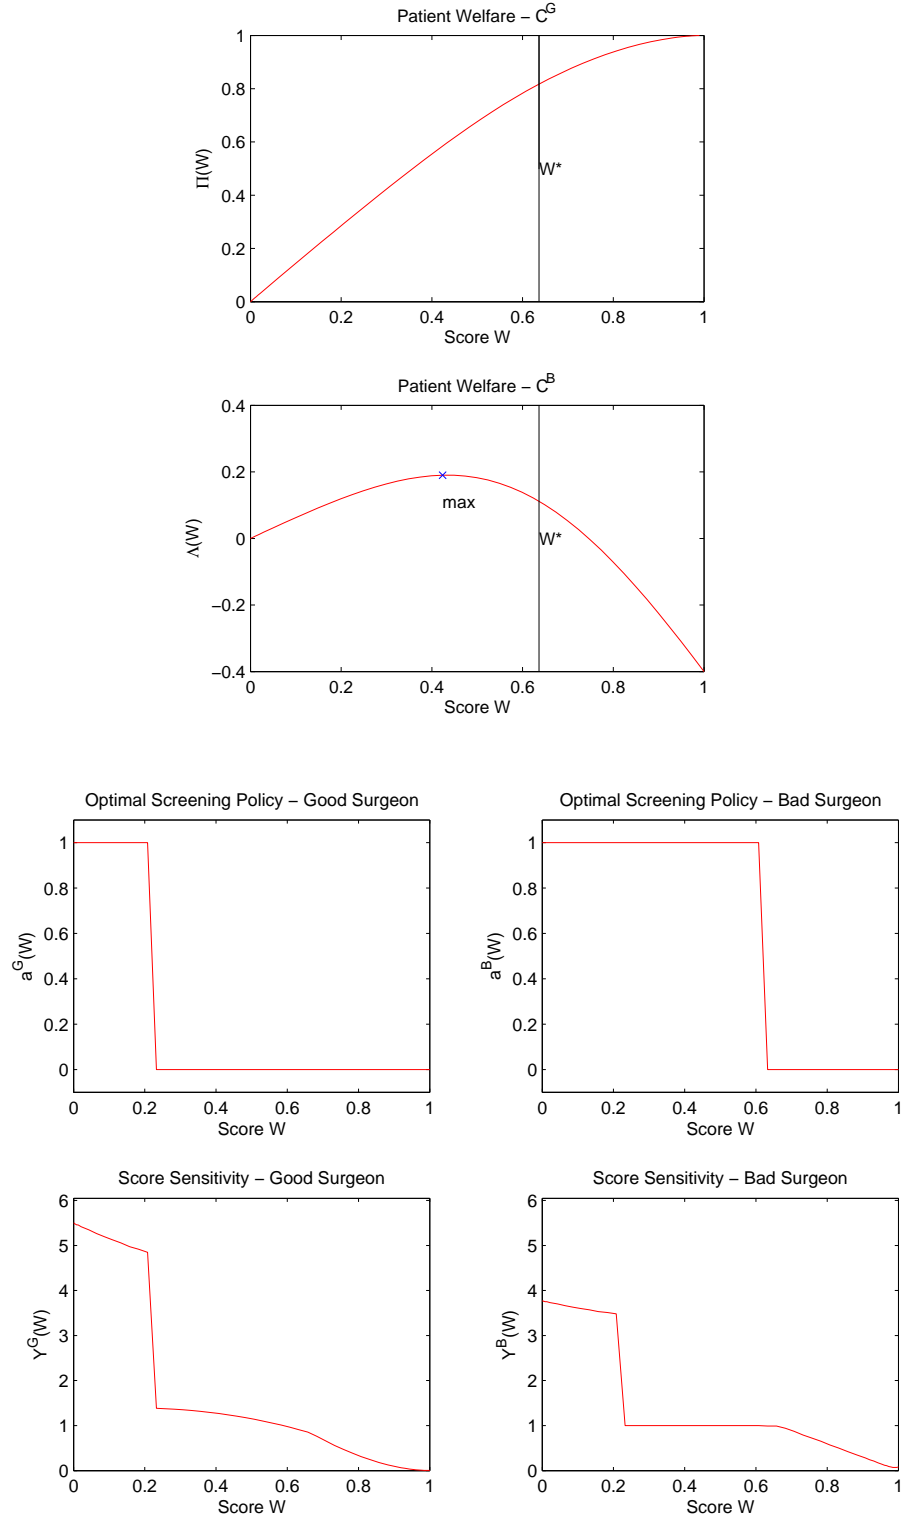 Patient Welfare – C^G
1
0.8
0.6
0.4
0.2
0
Π(W)
W*
0 0.2 0.4 0.6 0.8 1
Score W
Patient Welfare – C^B
0.4
0.2
0
−0.2
−0.4
Λ(W)
max
W*
0 0.2 0.4 0.6 0.8 1
Score W
Optimal Screening Policy – Good Surgeon
1
0.8
0.6
0.4
0.2
0
a^G(W)
0 0.2 0.4 0.6 0.8 1
Score W
Optimal Screening Policy – Bad Surgeon
1
0.8
0.6
0.4
0.2
0
a^B(W)
0 0.2 0.4 0.6 0.8 1
Score W
Score Sensitivity – Good Surgeon
6
5
4
3
2
1
0
Y^G(W)
0 0.2 0.4 0.6 0.8 1
Score W
Score Sensitivity – Bad Surgeon
6
5
4
3
2
1
0
Y^B(W)
0 0.2 0.4 0.6 0.8 1
Score W